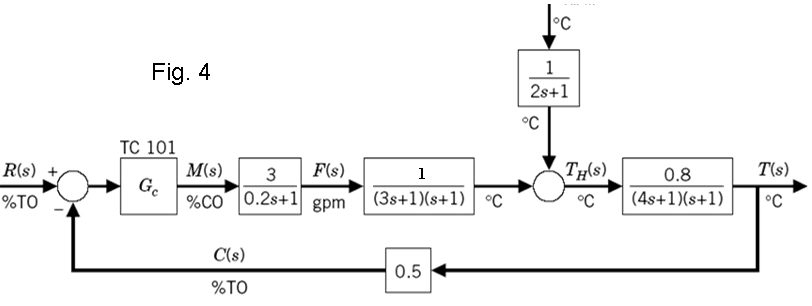 °C
Fig. 4
1
2s+1
°C
TC 101
R(s) + M(s) F(s) T_H(s) T(s)
G_c
3
0.2s+1
1
(3s+1)(s+1)
0.8
(4s+1)(s+1)
%TO − %CO gpm °C °C °C
C(s)
0.5
%TO